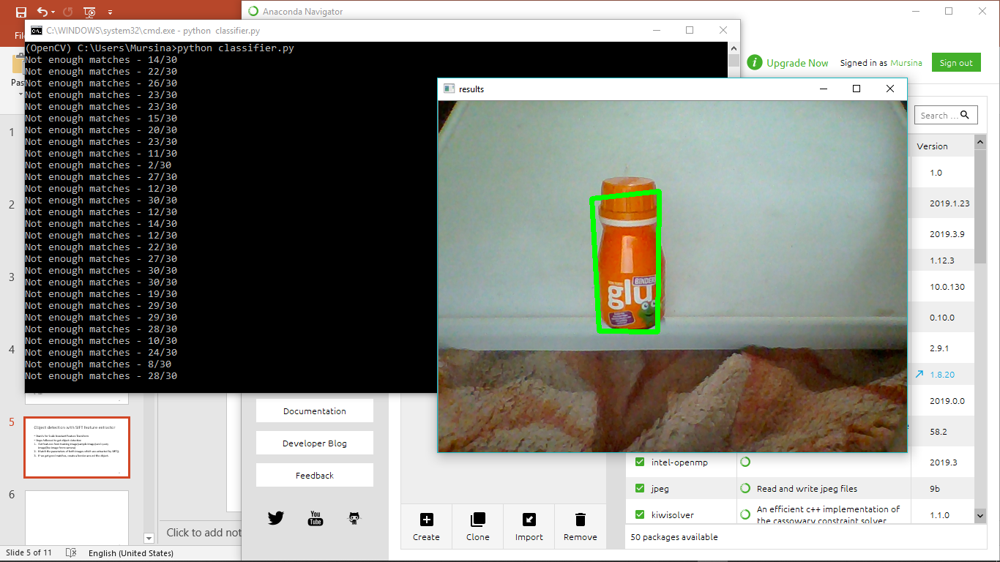 Anaconda Navigator
C:\WINDOWS\system32\cmd.exe - python  classifier.py
(OpenCV) C:\Users\Mursina>python classifier.py
Not enough matches - 14/30
Not enough matches - 22/30
Not enough matches - 26/30
Not enough matches - 23/30
Not enough matches - 23/30
Not enough matches - 15/30
Not enough matches - 20/30
Not enough matches - 23/30
Not enough matches - 11/30
Not enough matches - 2/30
Not enough matches - 27/30
Not enough matches - 12/30
Not enough matches - 30/30
Not enough matches - 12/30
Not enough matches - 14/30
Not enough matches - 12/30
Not enough matches - 22/30
Not enough matches - 27/30
Not enough matches - 30/30
Not enough matches - 30/30
Not enough matches - 19/30
Not enough matches - 29/30
Not enough matches - 29/30
Not enough matches - 28/30
Not enough matches - 10/30
Not enough matches - 24/30
Not enough matches - 8/30
Not enough matches - 28/30
Fil
Pas
1
2
3
4
5
6
Object detection with SIFT feature extractor
Upgrade Now
Signed in as Mursina
Sign out
results
BINDER
glu
Search ...
Version
1.0
2019.1.23
2019.3.9
1.12.3
10.0.130
0.10.0
2.9.1
1.8.20
2019.0.0
58.2
intel-openmp
2019.3
jpeg
Read and write jpeg files
9b
kiwisolver
An efficient c++ implementation of
the cassowary constraint solver
1.1.0
Documentation
Developer Blog
Feedback
You
Tube
Create
Clone
Import
Remove
50 packages available
Click to add not
Slide 5 of 11
English (United States)